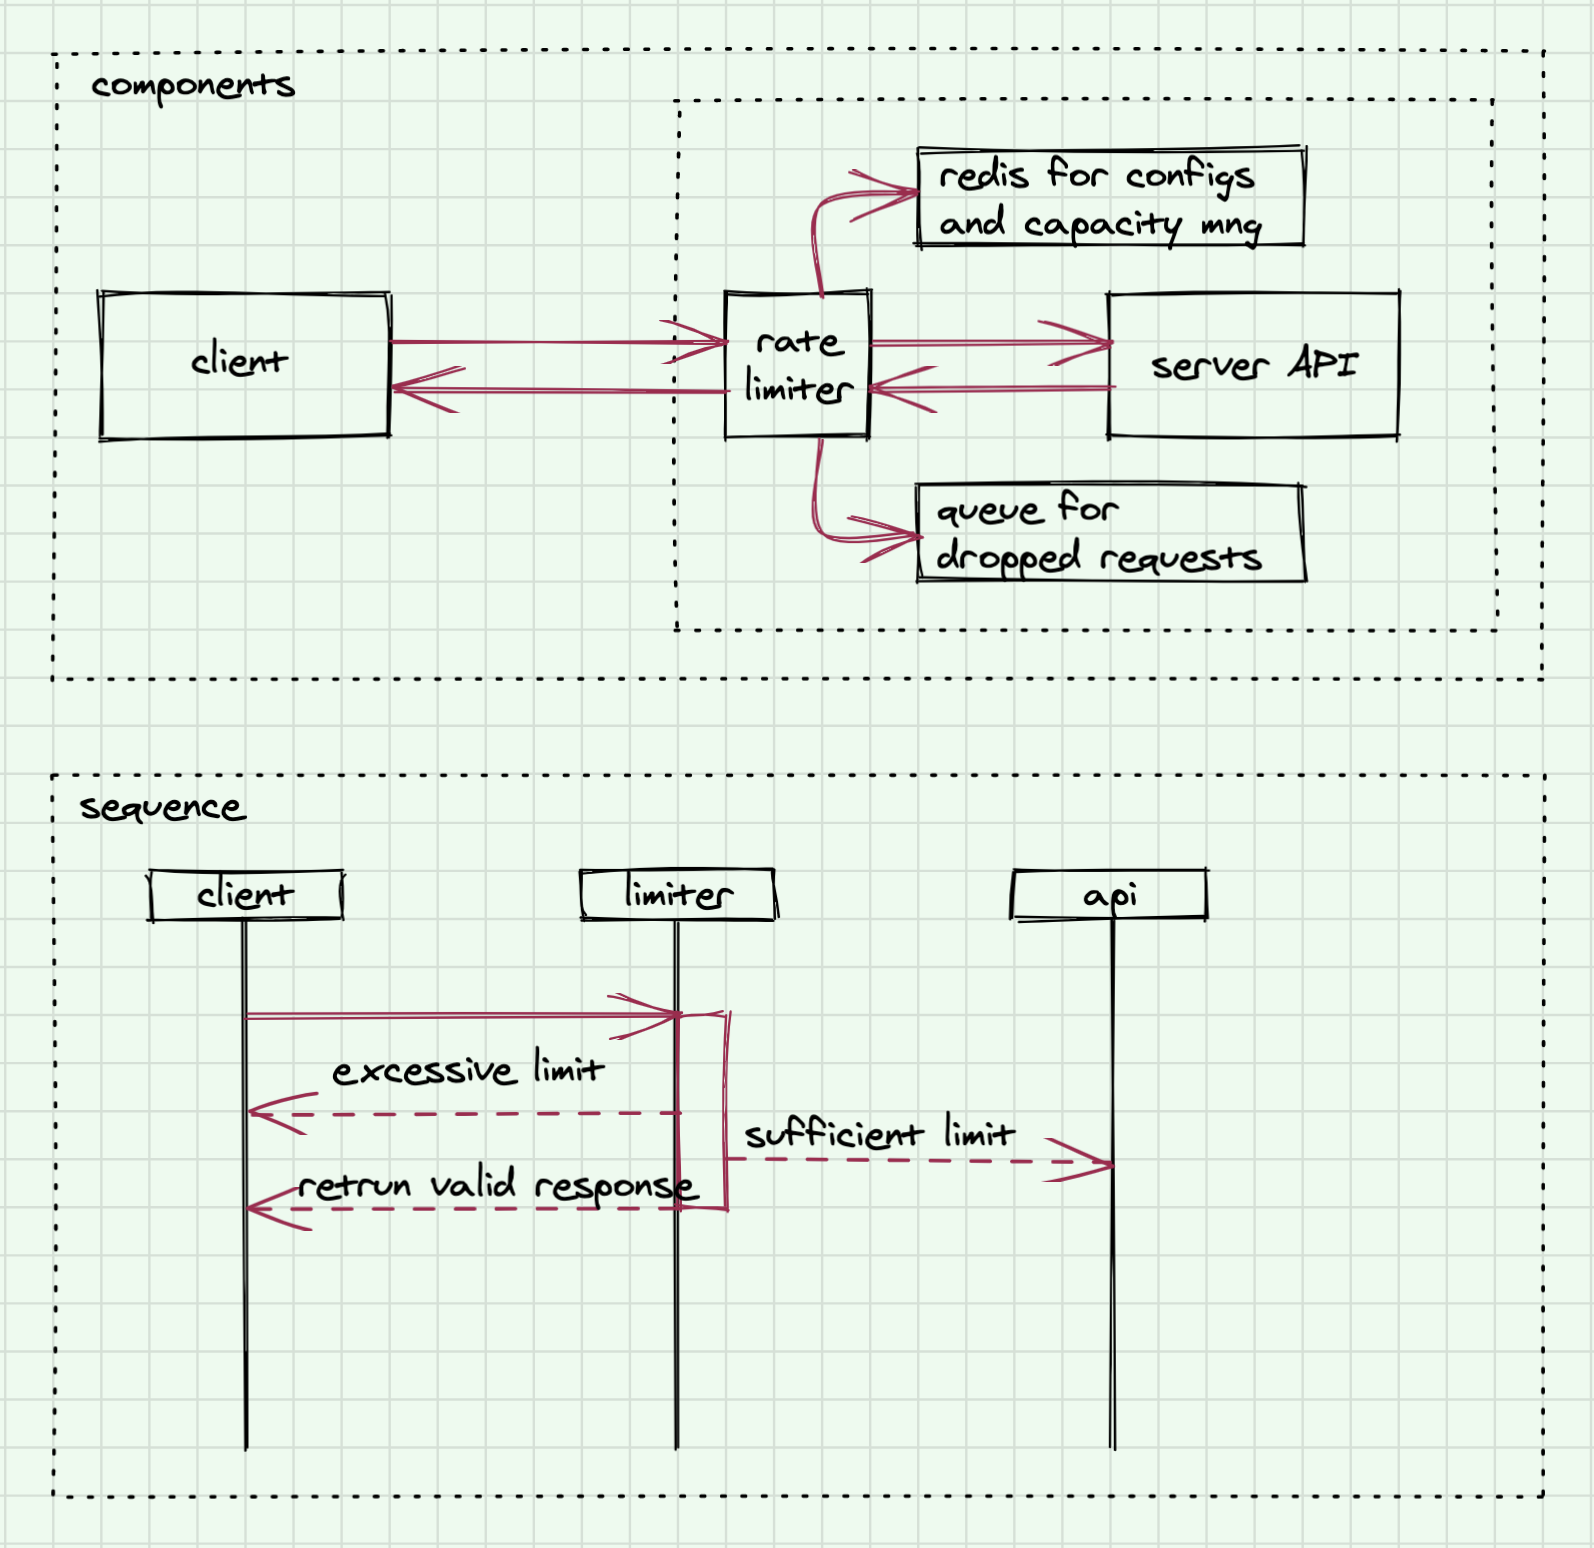 components
redis for configs
and capacity mng
client
rate
limiter
server API
queue for
dropped requests
sequence
client
limiter
api
excessive limit
sufficient limit
retrun valid response